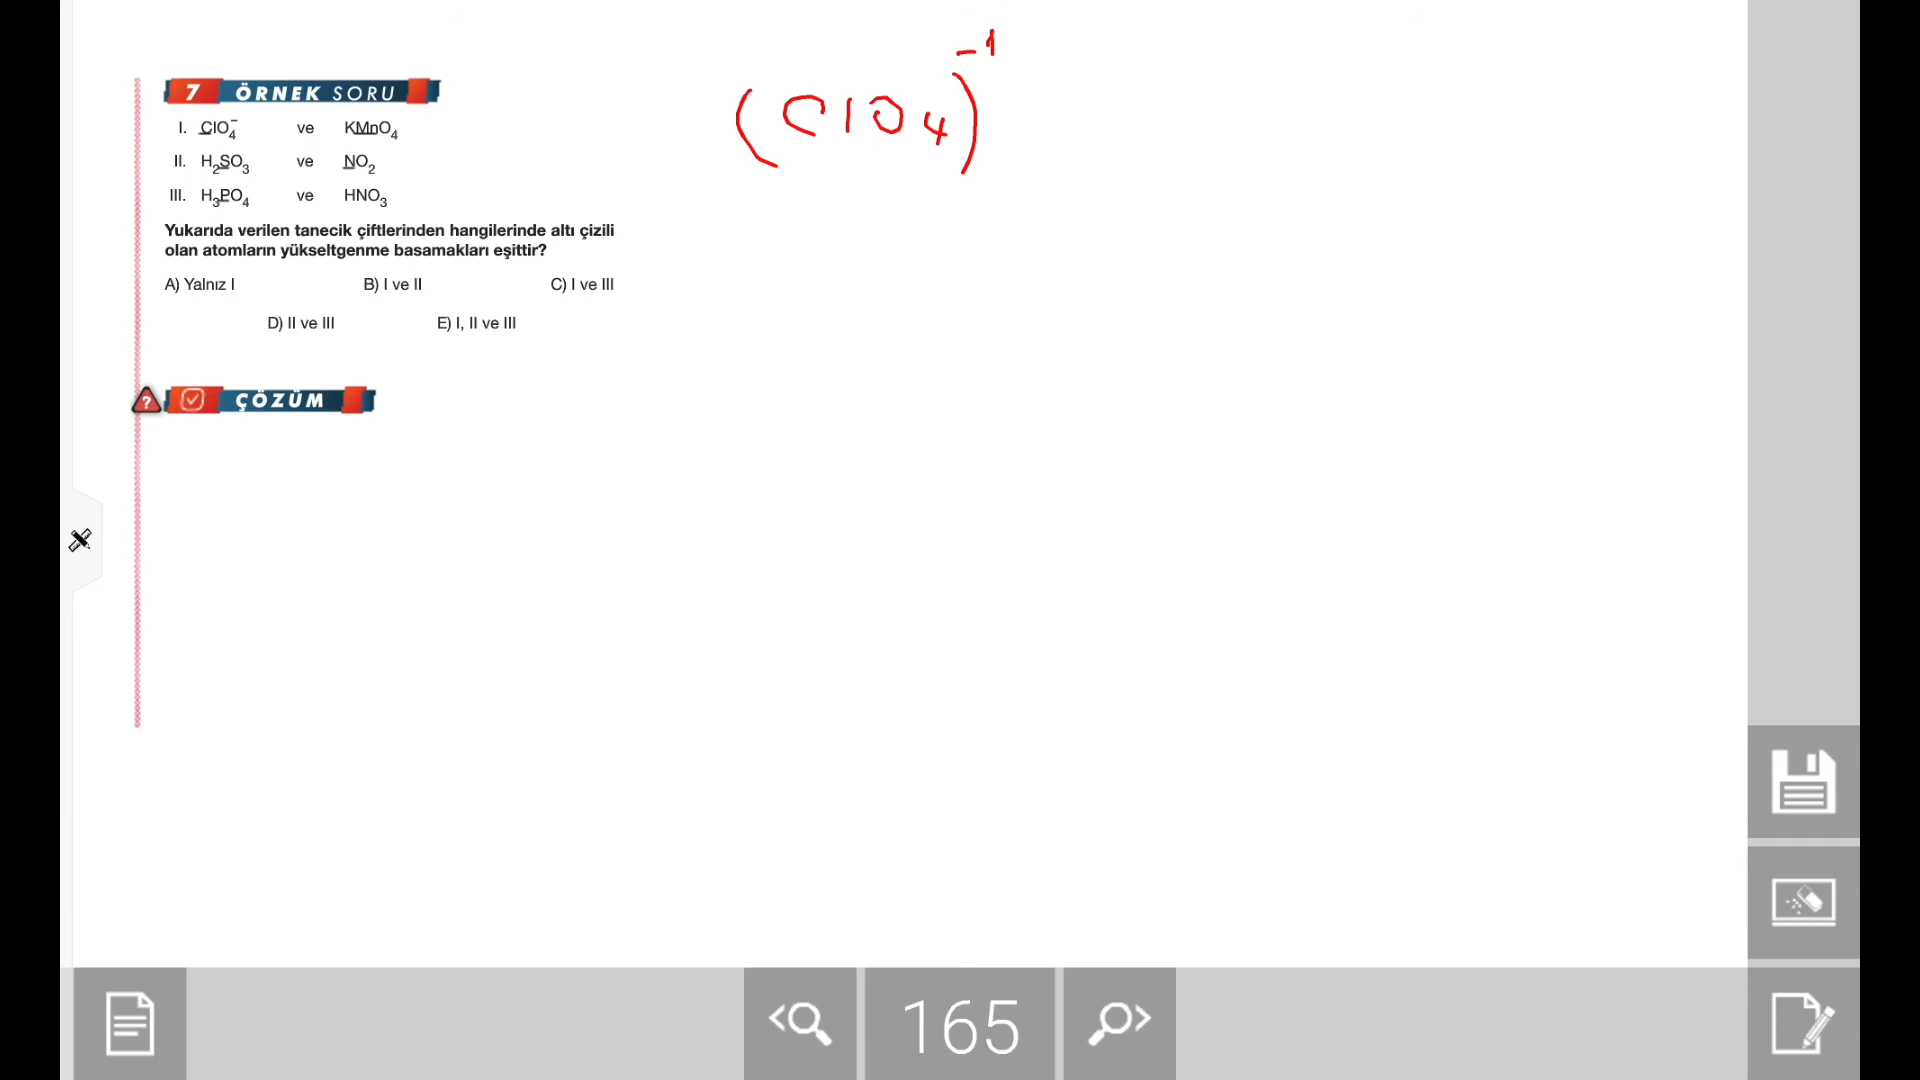 7 ÖRNEK SORU
I. ClO₄⁻ ve KMnO₄
II. H₂SO₃ ve NO₂
III. H₃PO₄ ve HNO₃
Yukarıda verilen tanecik çiftlerinden hangilerinde altı çizili
olan atomların yükseltgenme basamakları eşittir?
A) Yalnız I B) I ve II C) I ve III
D) II ve III E) I, II ve III
? ÇÖZÜM
(ClO₄)⁻¹
165